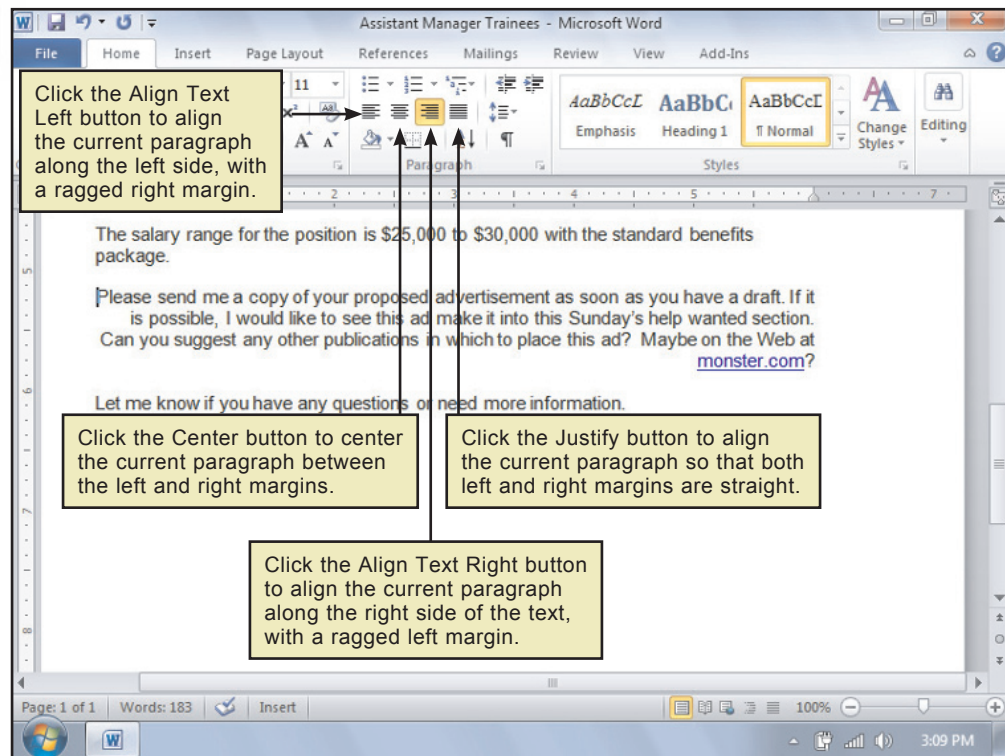 Assistant Manager Trainees - Microsoft Word
File Home Insert Page Layout References Mailings Review View Add-Ins
11
AaBbCcI AaBbC AaBbCcI
Emphasis Heading 1 ¶ Normal
Change Styles
Editing
Paragraph
Styles
Click the Align Text
Left button to align
the current paragraph
along the left side, with
a ragged right margin.
2 3 4 5 7
The salary range for the position is $25,000 to $30,000 with the standard benefits
package.
Please send me a copy of your proposed advertisement as soon as you have a draft. If it
is possible, I would like to see this ad make it into this Sunday's help wanted section.
Can you suggest any other publications in which to place this ad? Maybe on the Web at
monster.com?
Let me know if you have any questions or need more information.
Click the Center button to center
the current paragraph between
the left and right margins.
Click the Justify button to align
the current paragraph so that both
left and right margins are straight.
Click the Align Text Right button
to align the current paragraph
along the right side of the text,
with a ragged left margin.
Page: 1 of 1 Words: 183 Insert 100%
3:09 PM